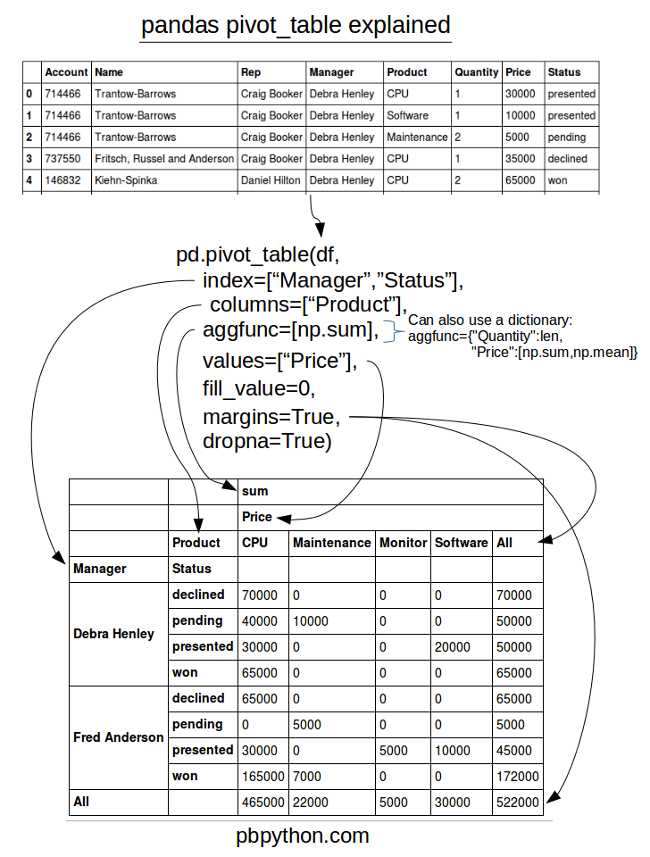 pandas pivot_table explained
Account Name Rep Manager Product Quantity Price Status
0 714466 Trantow-Barrows Craig Booker Debra Henley CPU 1 30000 presented
1 714466 Trantow-Barrows Craig Booker Debra Henley Software 1 10000 presented
2 714466 Trantow-Barrows Craig Booker Debra Henley Maintenance 2 5000 pending
3 737550 Fritsch, Russel and Anderson Craig Booker Debra Henley CPU 1 35000 declined
4 146832 Kiehn-Spinka Daniel Hilton Debra Henley CPU 2 65000 won
pd.pivot_table(df,
index=[“Manager”,”Status”],
columns=[“Product”],
aggfunc=[np.sum],
Can also use a dictionary:
aggfunc={"Quantity":len,
"Price":[np.sum,np.mean]}
values=[“Price”],
fill_value=0,
margins=True,
dropna=True)
sum
Price
Product CPU Maintenance Monitor Software All
Manager Status
Debra Henley declined 70000 0 0 0 70000
pending 40000 10000 0 0 50000
presented 30000 0 0 20000 50000
won 65000 0 0 0 65000
Fred Anderson declined 65000 0 0 0 65000
pending 0 5000 0 0 5000
presented 30000 0 5000 10000 45000
won 165000 7000 0 0 172000
All 465000 22000 5000 30000 522000
pbpython.com